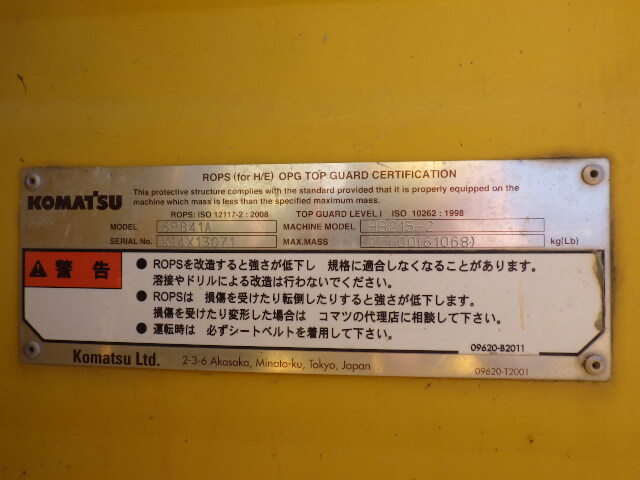 ROPS (for H/E) OPG TOP GUARD CERTIFICATION
KOMATSU
This protective structure complies with the standard provided that it is properly equipped on the
machine which mass is less than the specified maximum mass.
ROPS: ISO 12117-2 : 2008 TOP GUARD LEVEL I ISO 10262 : 1998
MODEL SPB41A MACHINE MODEL HB215-2
SERIAL No. K14X13071 MAX.MASS (61068) kg(Lb)
警告
● ROPSを改造すると強さが低下し 規格に適合しなくなることがあります。
溶接やドリルによる改造は行わないでください。
● ROPSは 損傷を受けたり転倒したりすると強さが低下します。
損傷を受けたり変形した場合は コマツの代理店に相談して下さい。
● 運転時は 必ずシートベルトを着用して下さい。
09620-B2011
Komatsu Ltd. 2-3-6 Akasaka, Minato-ku, Tokyo, Japan
09620-T2001